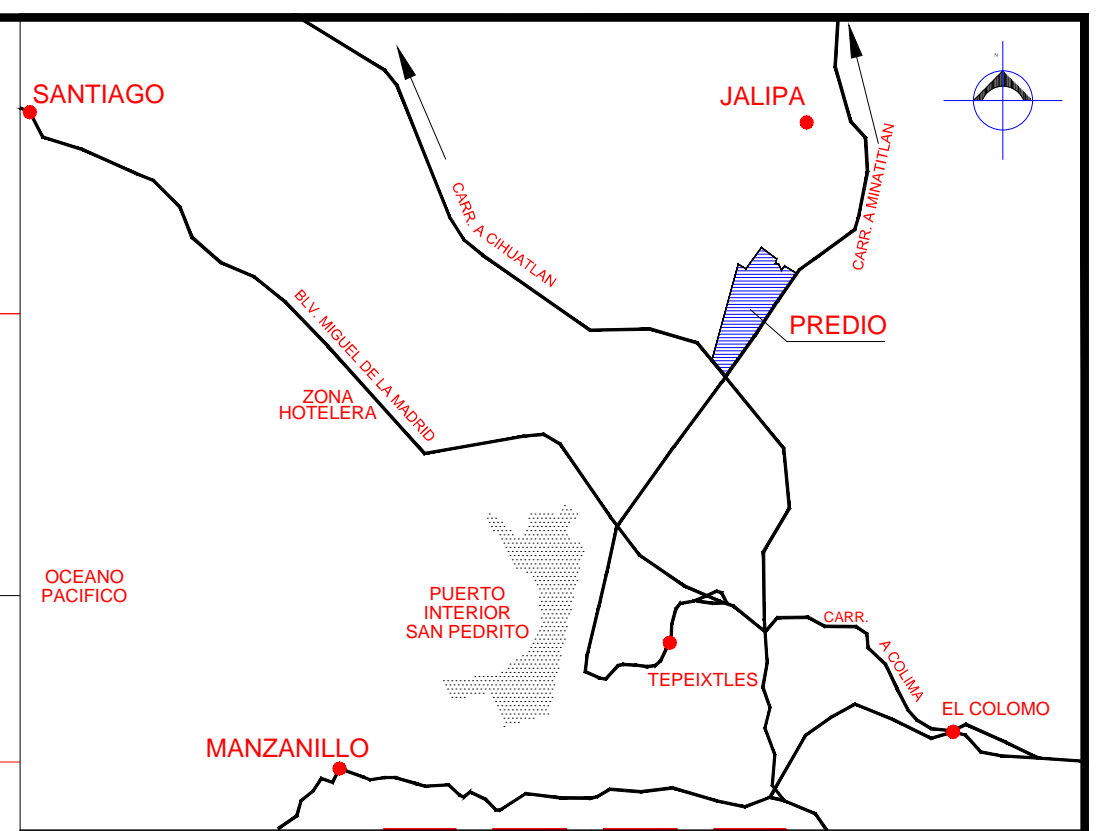 N
SANTIAGO
JALIPA
CARR. A MINATITLAN
CARR. A CIHUATLAN
BLV. MIGUEL DE LA MADRID
PREDIO
ZONA
HOTELERA
OCEANO
PACIFICO
PUERTO
INTERIOR
SAN PEDRITO
CARR.
A COLIMA
TEPEIXTLES
EL COLOMO
MANZANILLO